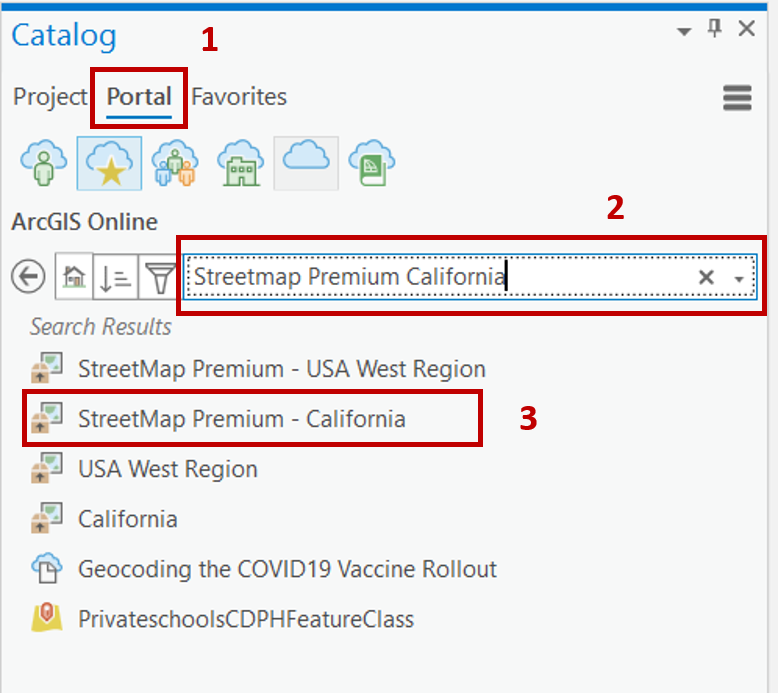 Catalog
1
Project Portal Favorites
ArcGIS Online
2
Streetmap Premium California
Search Results
StreetMap Premium - USA West Region
StreetMap Premium - California
3
USA West Region
California
Geocoding the COVID19 Vaccine Rollout
PrivateschoolsCDPHFeatureClass